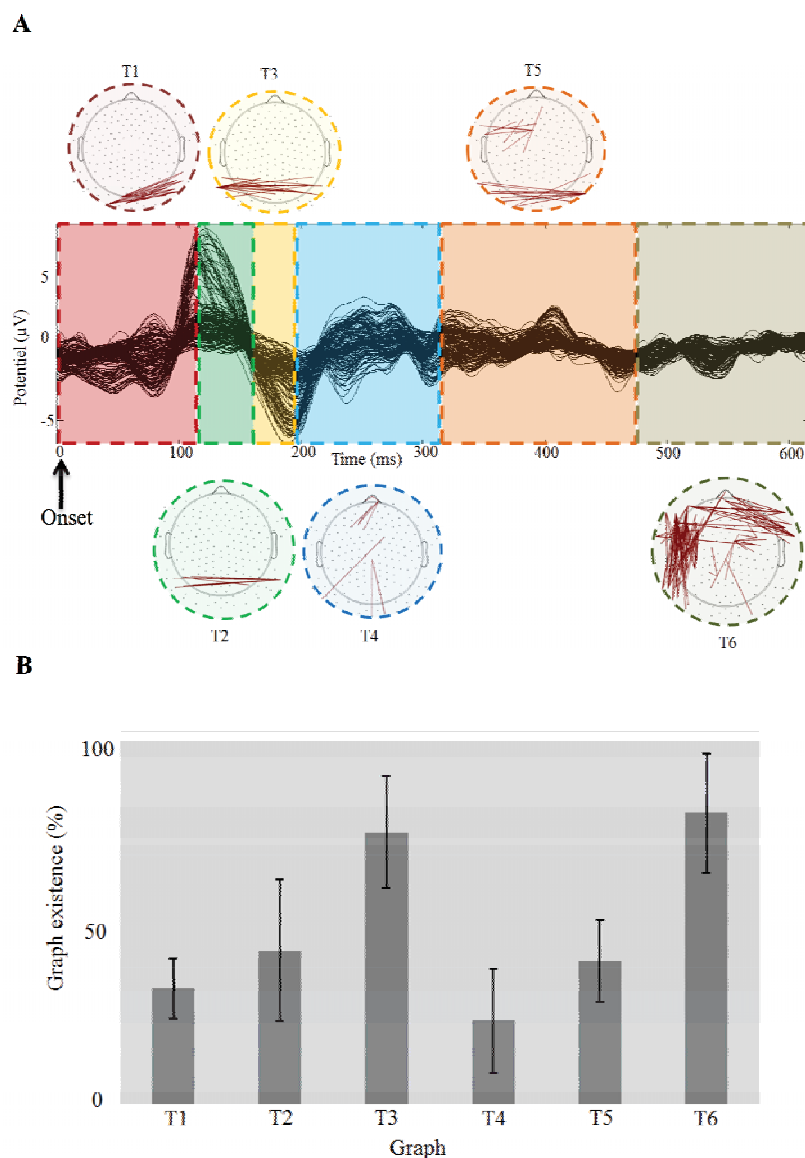 A
T1
T3
T5
Potentiel (µV)
5
0
-5
0
100
200
300
400
500
600
Time (ms)
Onset
T2
T4
T6
B
Graph existence (%)
100
50
0
T1
T2
T3
T4
T5
T6
Graph